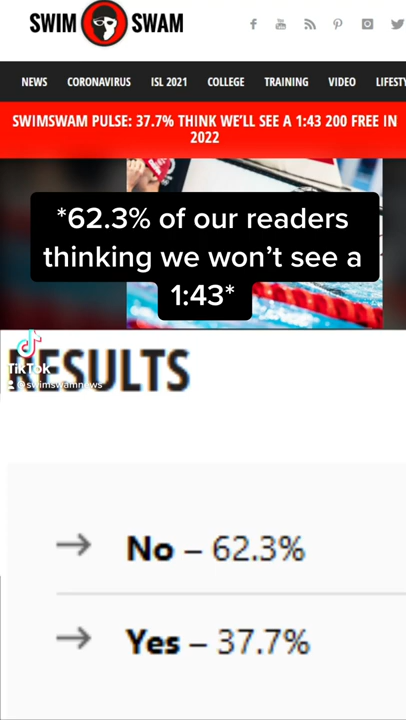 SWIM SWAM
NEWS CORONAVIRUS ISL 2021 COLLEGE TRAINING VIDEO LIFESTY
SWIMSWAM PULSE: 37.7% THINK WE'LL SEE A 1:43 200 FREE IN
2022
*62.3% of our readers
thinking we won't see a
1:43*
RESULTS
TikTok
@swimswamnews
→ No – 62.3%
→ Yes – 37.7%